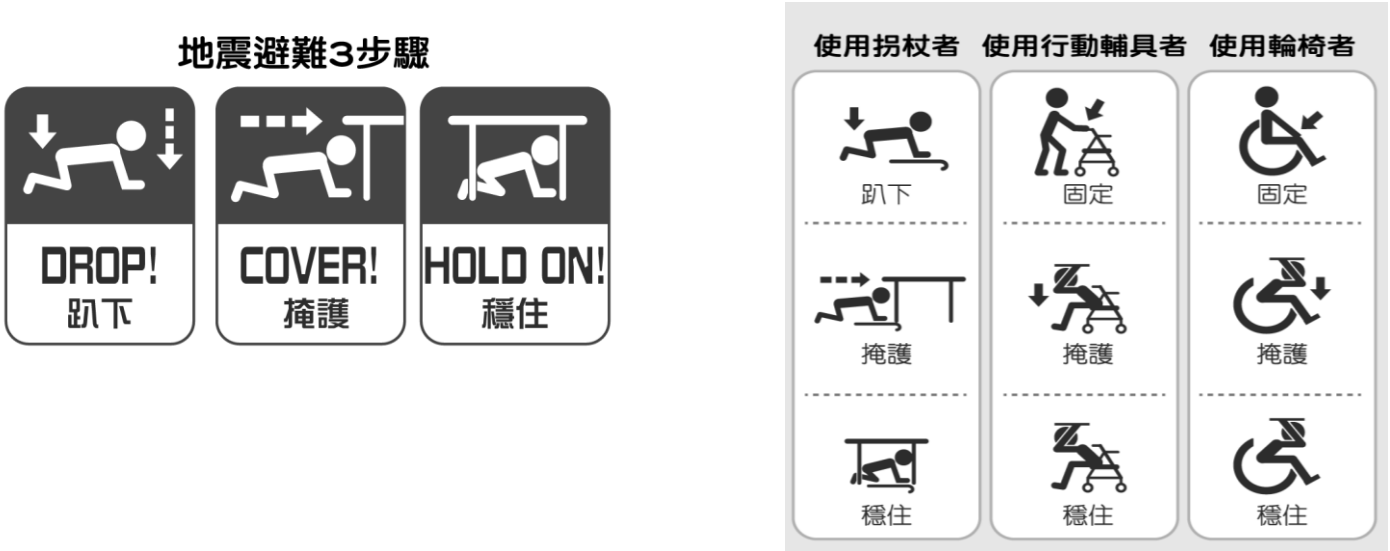 地震避難3步驟
DROP!
趴下
COVER!
掩護
HOLD ON!
穩住
使用拐杖者
趴下
掩護
穩住
使用行動輔具者
固定
掩護
穩住
使用輪椅者
固定
掩護
穩住